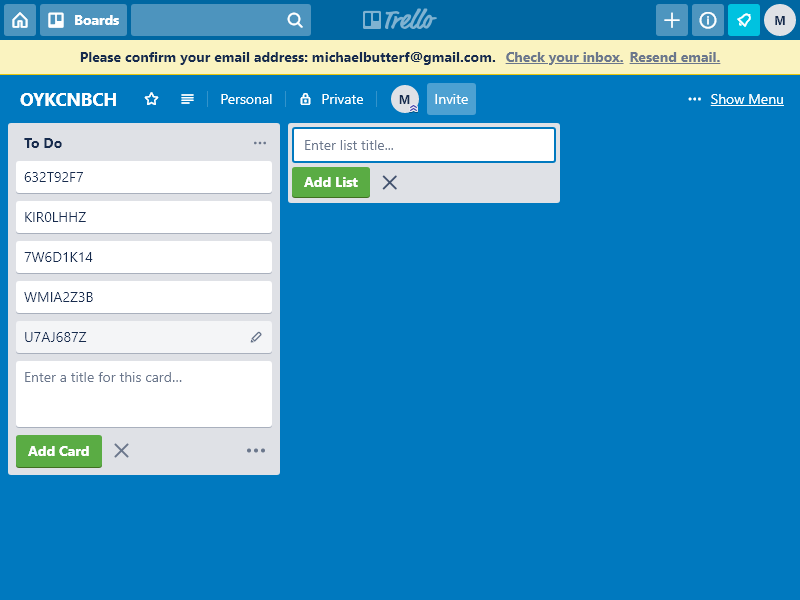 Boards
Trello
M
Please confirm your email address: michaelbutterf@gmail.com. Check your inbox. Resend email.
OYKCNBCH Personal Private M Invite ... Show Menu
To Do
632T92F7
KIR0LHHZ
7W6D1K14
WMIA2Z3B
U7AJ687Z
Enter a title for this card...
Add Card
Enter list title...
Add List